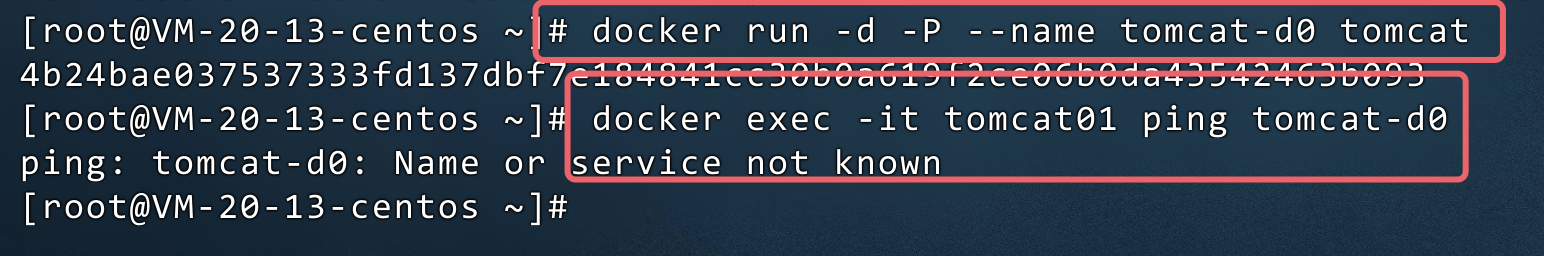 [root@VM-20-13-centos ~]# docker run -d -P --name tomcat-d0 tomcat
4b24bae037537333fd137dbf7e184841cc30b0a619f2ce06b0da43542463b093
[root@VM-20-13-centos ~]# docker exec -it tomcat01 ping tomcat-d0
ping: tomcat-d0: Name or service not known
[root@VM-20-13-centos ~]#